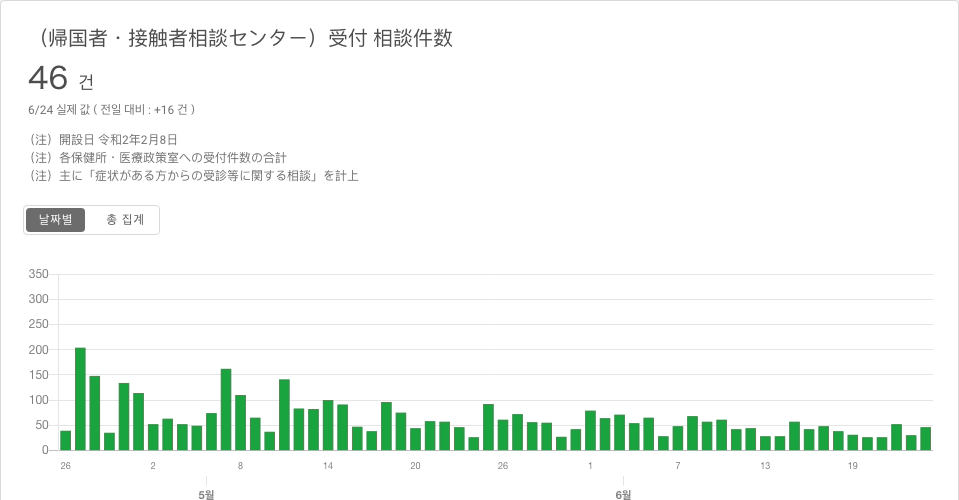 （帰国者・接触者相談センター）受付 相談件数
46 건
6/24 실제 값 ( 전일 대비 : +16 건 )
（注）開設日 令和2年2月8日
（注）各保健所・医療政策室への受付件数の合計
（注）主に「症状がある方からの受診等に関する相談」を計上
날짜별 총 집계
350
300
250
200
150
100
50
0
26 2 8 14 20 26 1 7 13 19
5월 6월